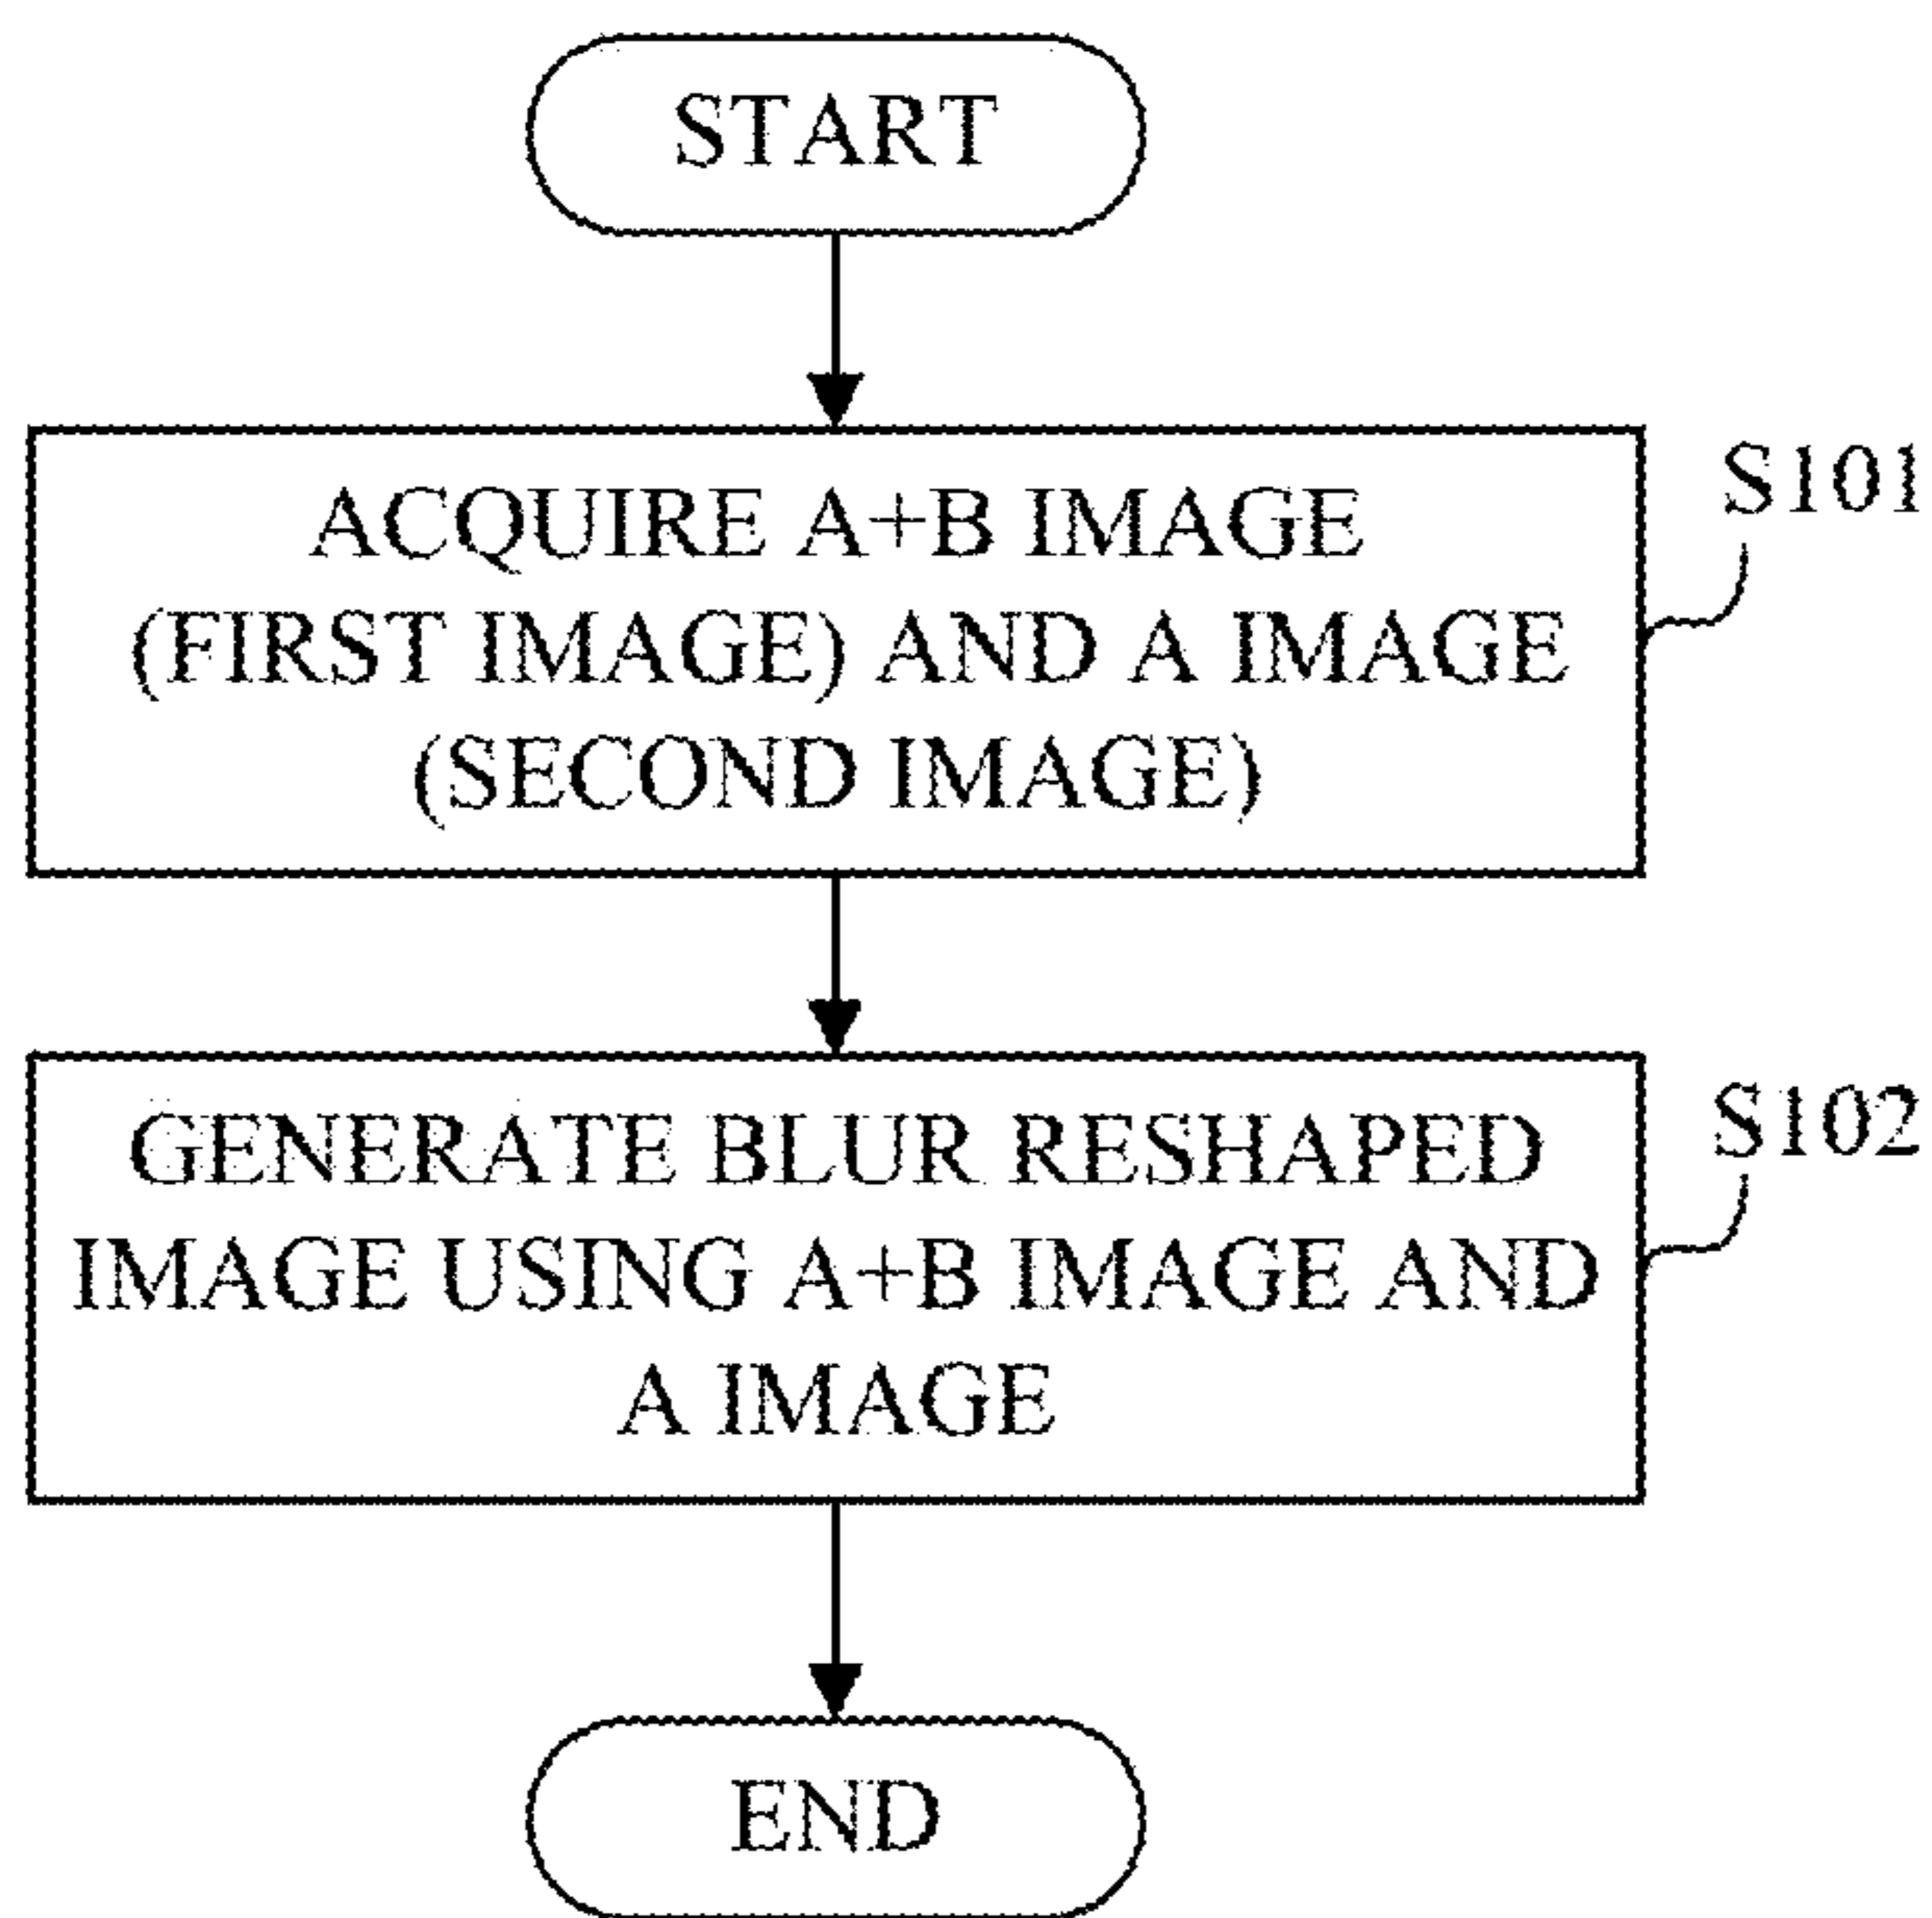 START
S101
ACQUIRE A+B IMAGE
(FIRST IMAGE) AND A IMAGE
(SECOND IMAGE)
S102
GENERATE BLUR RESHAPED
IMAGE USING A+B IMAGE AND
A IMAGE
END